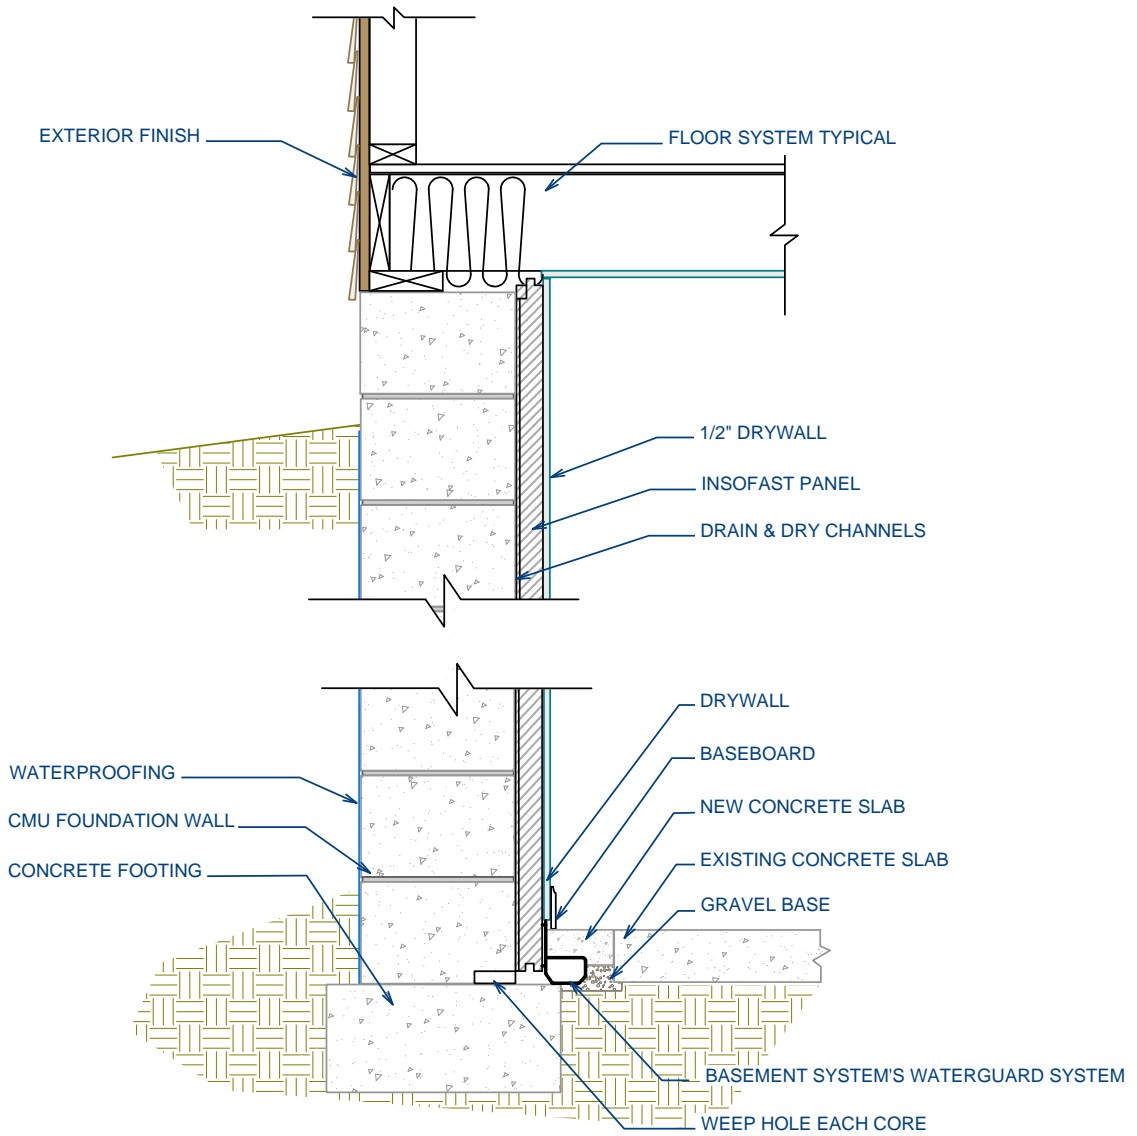 EXTERIOR FINISH
FLOOR SYSTEM TYPICAL
1/2" DRYWALL
INSOFAST PANEL
DRAIN & DRY CHANNELS
DRYWALL
BASEBOARD
WATERPROOFING
NEW CONCRETE SLAB
CMU FOUNDATION WALL
EXISTING CONCRETE SLAB
CONCRETE FOOTING
GRAVEL BASE
BASEMENT SYSTEM'S WATERGUARD SYSTEM
WEEP HOLE EACH CORE